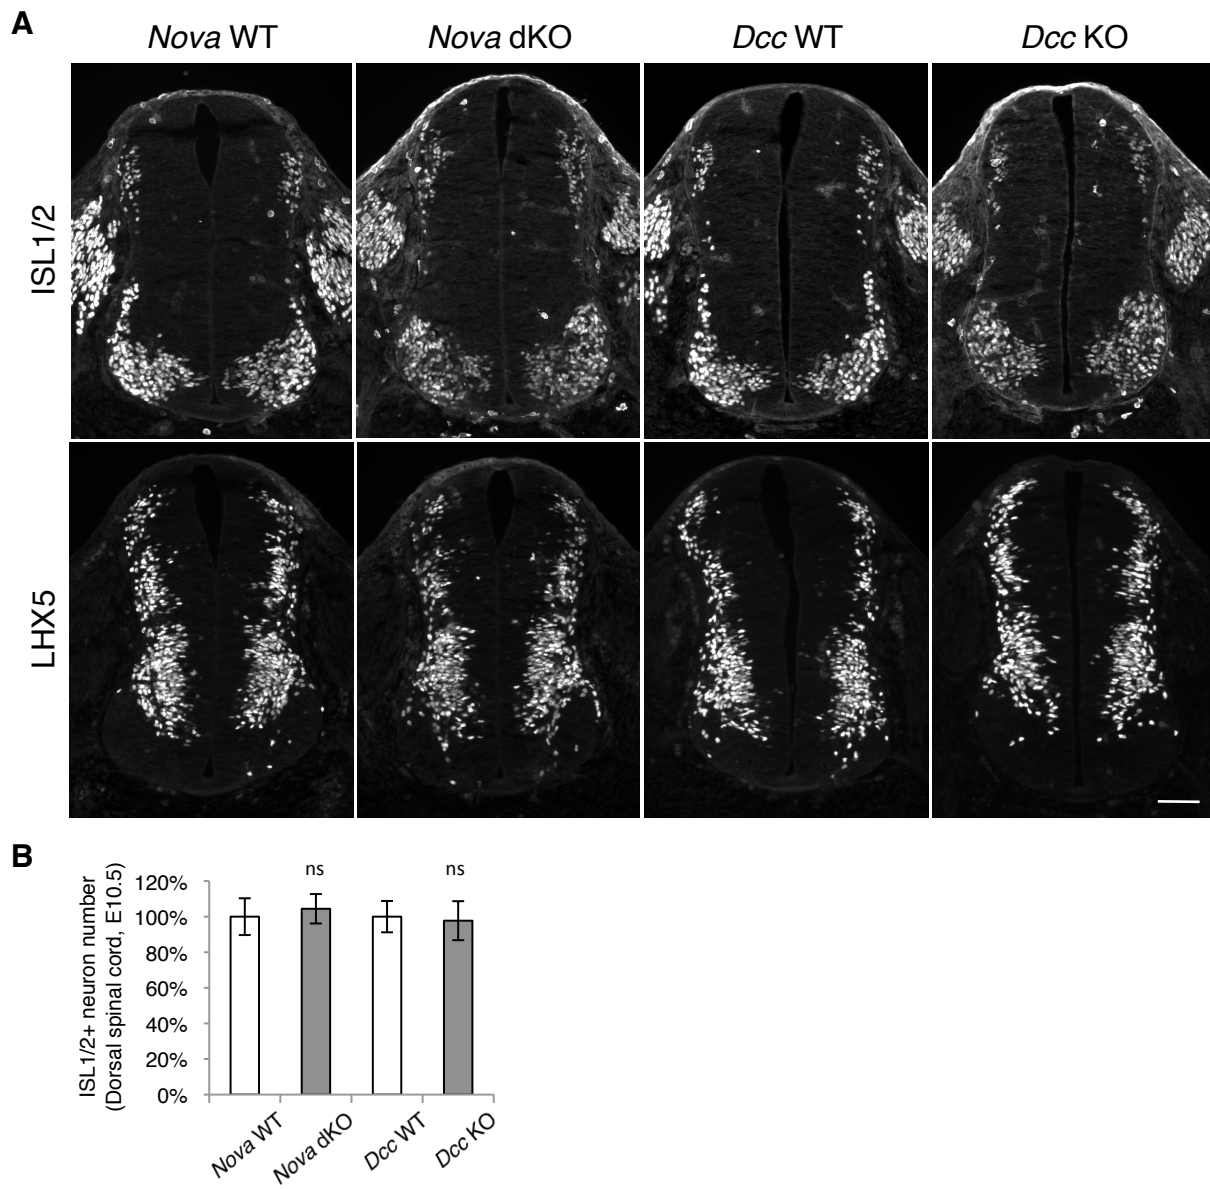 A
Nova WT
Nova dKO
Dcc WT
Dcc KO
ISL1/2
LHX5
B
ISL1/2+ neuron number
(Dorsal spinal cord, E10.5)
120%
100%
80%
60%
40%
20%
0%
ns
ns
Nova WT
Nova dKO
Dcc WT
Dcc KO